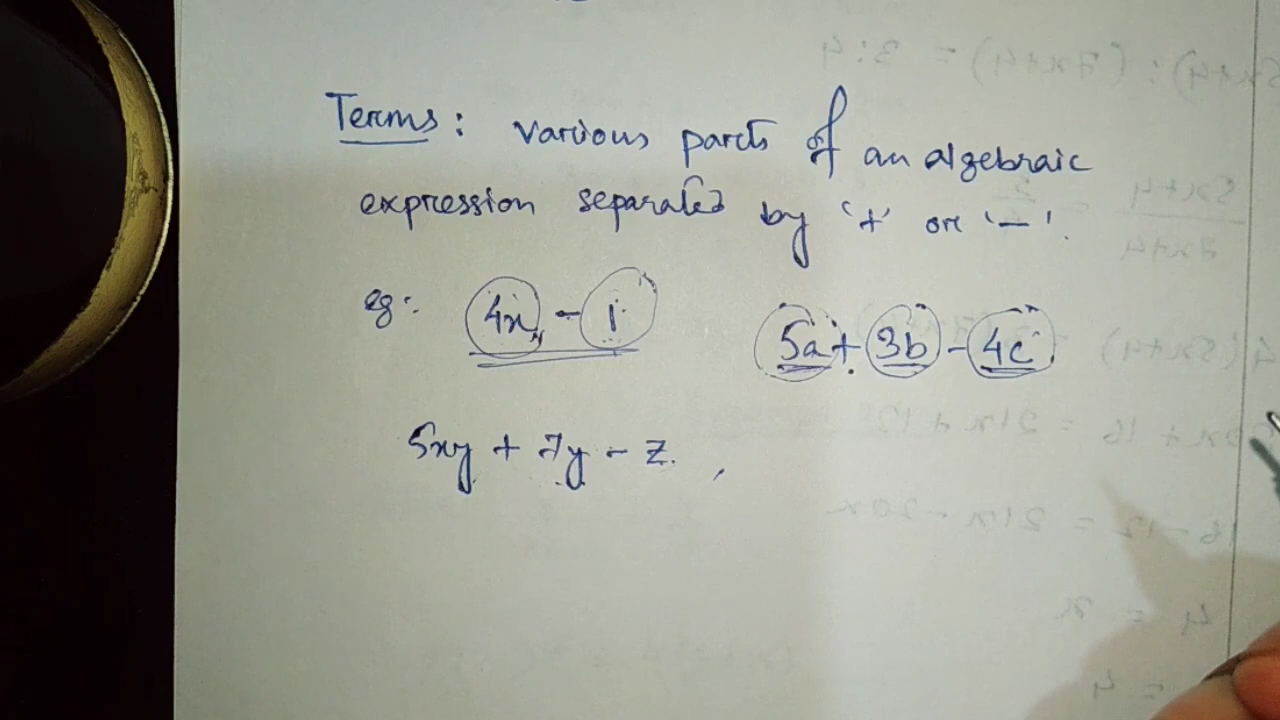 Terms: various parts of an algebraic
expression separated by '+' or '-'.
eg: 4x - 1 5a + 3b - 4c
5xy + 7y - z. ,